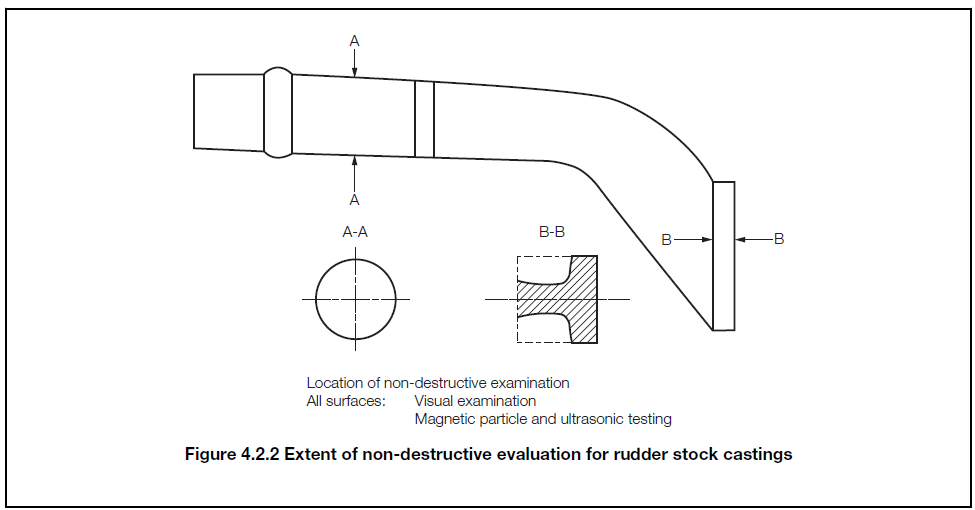 A
A
A-A
B-B
B
B
Location of non-destructive examination
All surfaces: Visual examination
Magnetic particle and ultrasonic testing
Figure 4.2.2 Extent of non-destructive evaluation for rudder stock castings